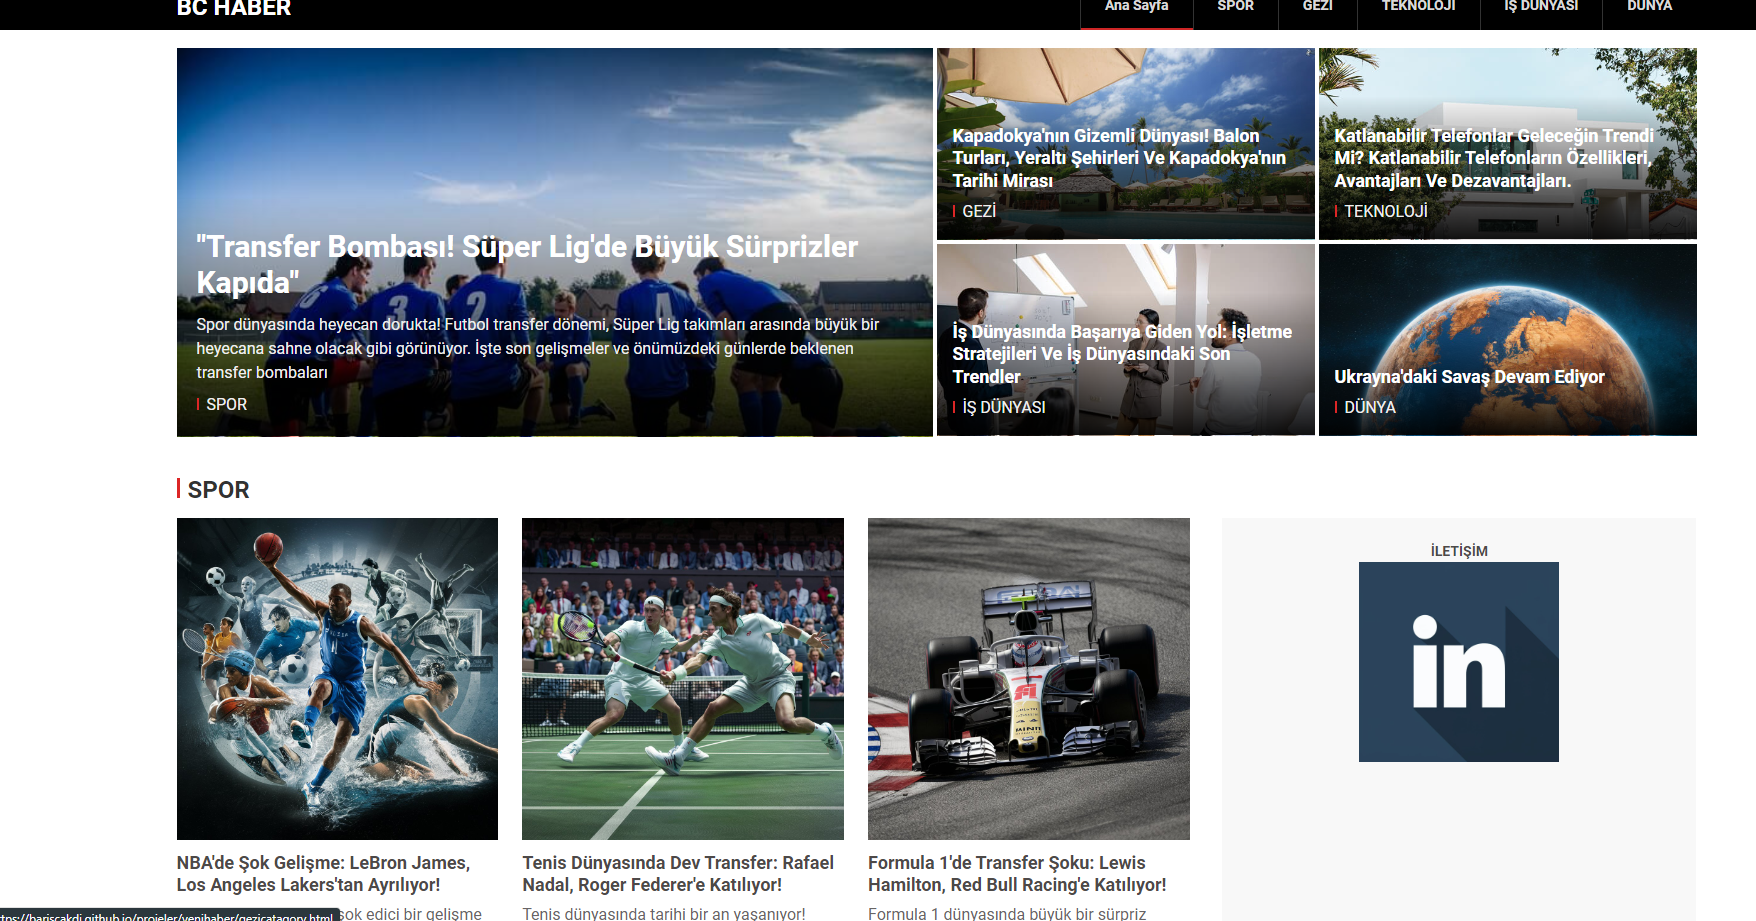 BC HABER
Ana Sayfa
SPOR
GEZİ
TEKNOLOJİ
İŞ DÜNYASI
DÜNYA
"Transfer Bombası! Süper Lig'de Büyük Sürprizler
Kapıda"
Spor dünyasında heyecan dorukta! Futbol transfer dönemi, Süper Lig takımları arasında büyük bir
heyecana sahne olacak gibi görünüyor. İşte son gelişmeler ve önümüzdeki günlerde beklenen
transfer bombaları
SPOR
Kapadokya'nın Gizemli Dünyası! Balon
Turları, Yeraltı Şehirleri Ve Kapadokya'nın
Tarihi Mirası
GEZİ
Katlanabilir Telefonlar Geleceğin Trendi
Mi? Katlanabilir Telefonların Özellikleri,
Avantajları Ve Dezavantajları.
TEKNOLOJİ
İş Dünyasında Başarıya Giden Yol: İşletme
Stratejileri Ve İş Dünyasındaki Son
Trendler
İŞ DÜNYASI
Ukrayna'daki Savaş Devam Ediyor
DÜNYA
SPOR
İLETİŞİM
in
NBA'de Şok Gelişme: LeBron James,
Los Angeles Lakers'tan Ayrılıyor!
şok edici bir gelişme
Tenis Dünyasında Dev Transfer: Rafael
Nadal, Roger Federer'e Katılıyor!
Tenis dünyasında tarihi bir an yaşanıyor!
Formula 1'de Transfer Şoku: Lewis
Hamilton, Red Bull Racing'e Katılıyor!
Formula 1 dünyasında büyük bir sürpriz
ttps://bariscakdi.github.io/projeler/yenihaber/gezicatagory.html